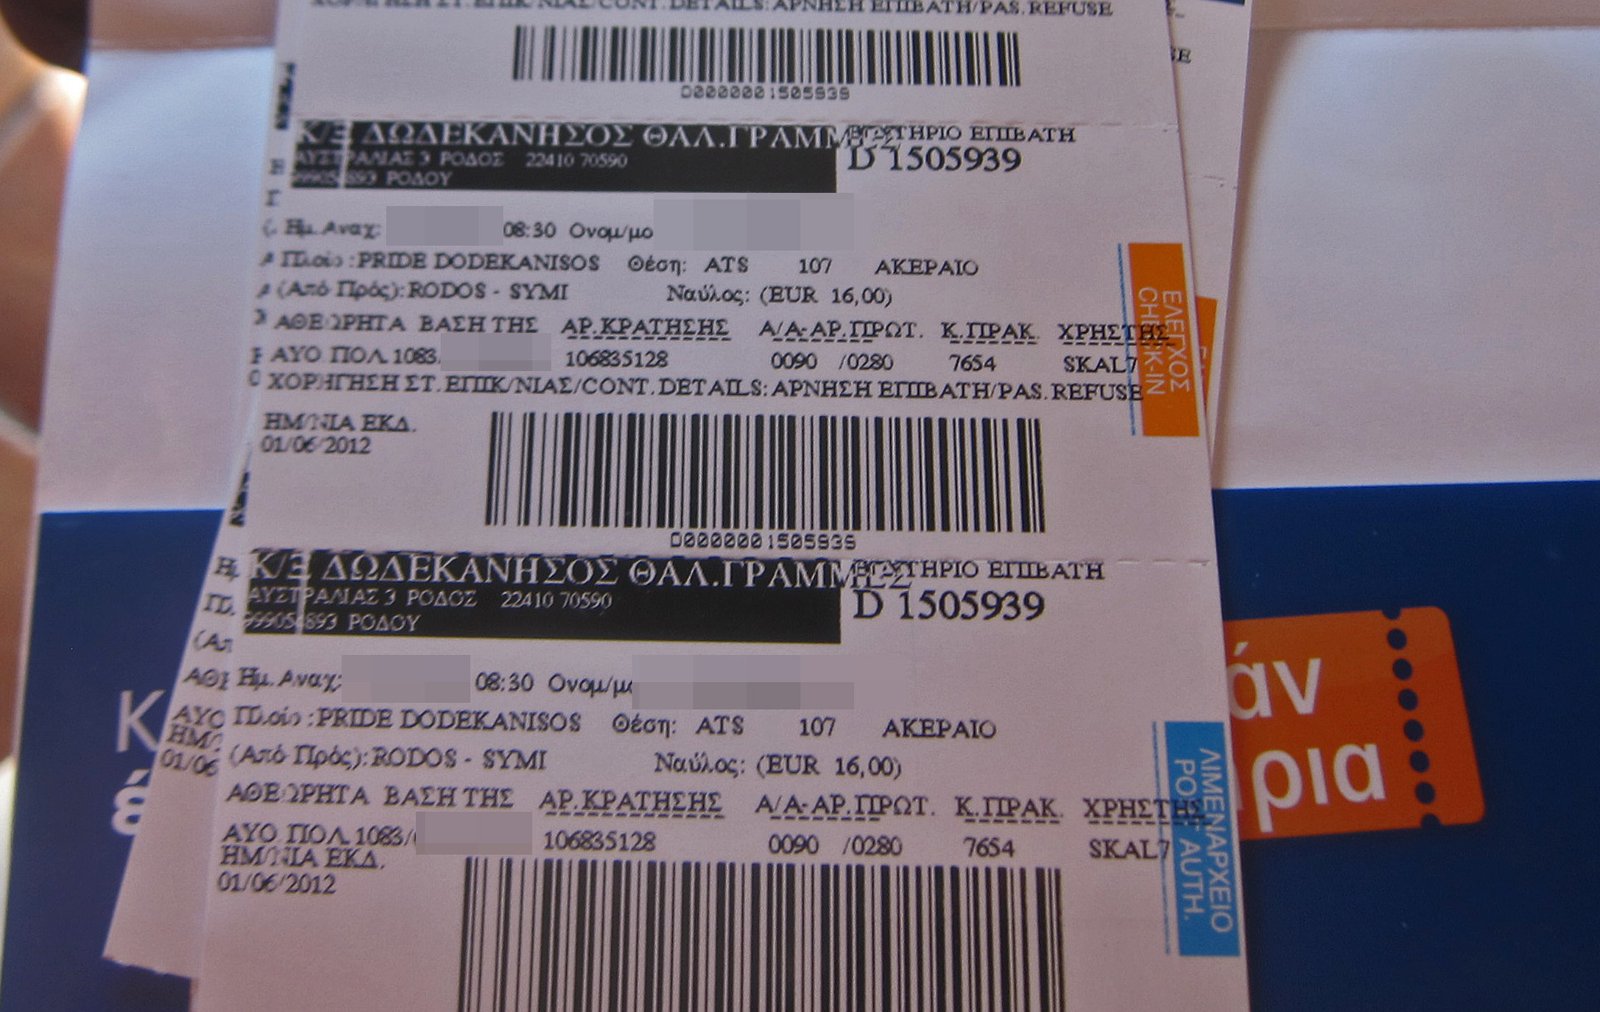 ΧΟΡΗΓΗΣΗ ΣΤ. ΕΠΙΚ/ΝΙΑΣ/CONT. DETAILS: ΑΡΝΗΣΗ ΕΠΙΒΑΤΗ/PAS. REFUSE
D0000001505939
Κ/Ξ ΔΩΔΕΚΑΝΗΣΟΣ ΘΑΛ.ΓΡΑΜΜΕΣ ΕΙΣΙΤΗΡΙΟ ΕΠΙΒΑΤΗ
ΑΥΣΤΡΑΛΙΑΣ 3 ΡΟΔΟΣ 22410 70590 D 1505939
999054893 ΡΟΔΟΥ
Ημ. Αναχ: 08:30 Ονομ/μο
Πλοίο : PRIDE DODEKANISOS Θέση: ATS 107 ΑΚΕΡΑΙΟ
(Από Πρός): RODOS - SYMI Ναύλος: (EUR 16,00)
ΑΘΕΩΡΗΤΑ ΒΑΣΗ ΤΗΣ ΑΡ.ΚΡΑΤΗΣΗΣ Α/Α-ΑΡ.ΠΡΩΤ. Κ.ΠΡΑΚ. ΧΡΗΣΤΗΣ
ΑΥΟ ΠΟΛ 1083/ 106835128 0090 /0280 7654 SKAL7
ΧΟΡΗΓΗΣΗ ΣΤ. ΕΠΙΚ/ΝΙΑΣ/CONT. DETAILS: ΑΡΝΗΣΗ ΕΠΙΒΑΤΗ/PAS. REFUSE
ΕΛΕΓΧΟΣ
CHECK-IN
ΗΜ/ΝΙΑ ΕΚΔ.
01/06/2012
D0000001505939
Κ/Ξ ΔΩΔΕΚΑΝΗΣΟΣ ΘΑΛ.ΓΡΑΜΜΕΣ ΕΙΣΙΤΗΡΙΟ ΕΠΙΒΑΤΗ
ΑΥΣΤΡΑΛΙΑΣ 3 ΡΟΔΟΣ 22410 70590 D 1505939
999054893 ΡΟΔΟΥ
Ημ. Αναχ: 08:30 Ονομ/μο
Πλοίο : PRIDE DODEKANISOS Θέση: ATS 107 ΑΚΕΡΑΙΟ
(Από Πρός): RODOS - SYMI Ναύλος: (EUR 16,00)
ΑΘΕΩΡΗΤΑ ΒΑΣΗ ΤΗΣ ΑΡ.ΚΡΑΤΗΣΗΣ Α/Α-ΑΡ.ΠΡΩΤ. Κ.ΠΡΑΚ. ΧΡΗΣΤΗΣ
ΑΥΟ ΠΟΛ 1083/ 106835128 0090 /0280 7654 SKAL7
ΗΜ/ΝΙΑ ΕΚΔ.
01/06/2012
ΛΙΜΕΝΑΡΧΕΙΟ
PORT AUTH.